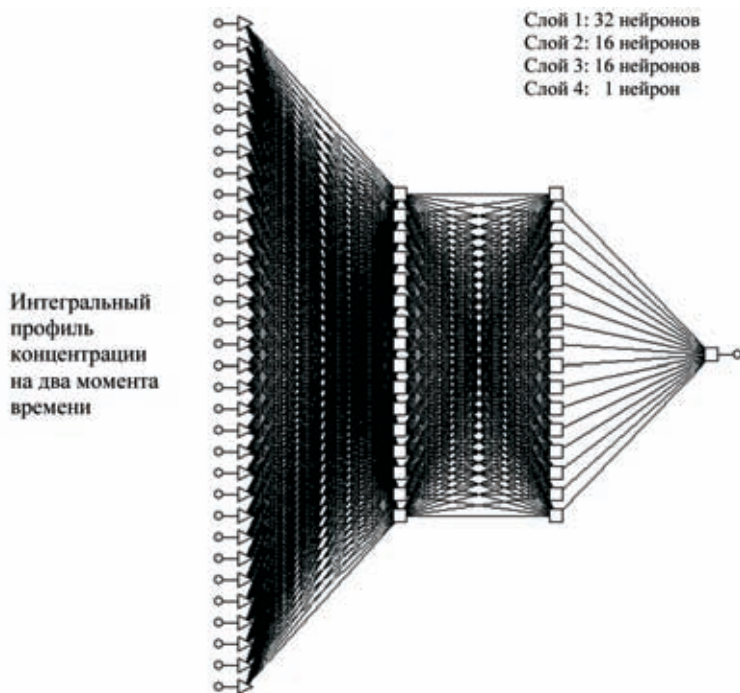 Слой 1: 32 нейронов
Слой 2: 16 нейронов
Слой 3: 16 нейронов
Слой 4: 1 нейрон
Интегральный
профиль
концентрации
на два момента
времени